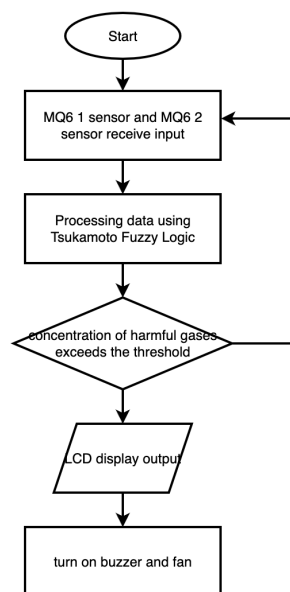 Start
MQ6 1 sensor and MQ6 2
sensor receive input
Processing data using
Tsukamoto Fuzzy Logic
concentration of harmful gases
exceeds the threshold
LCD display output
turn on buzzer and fan